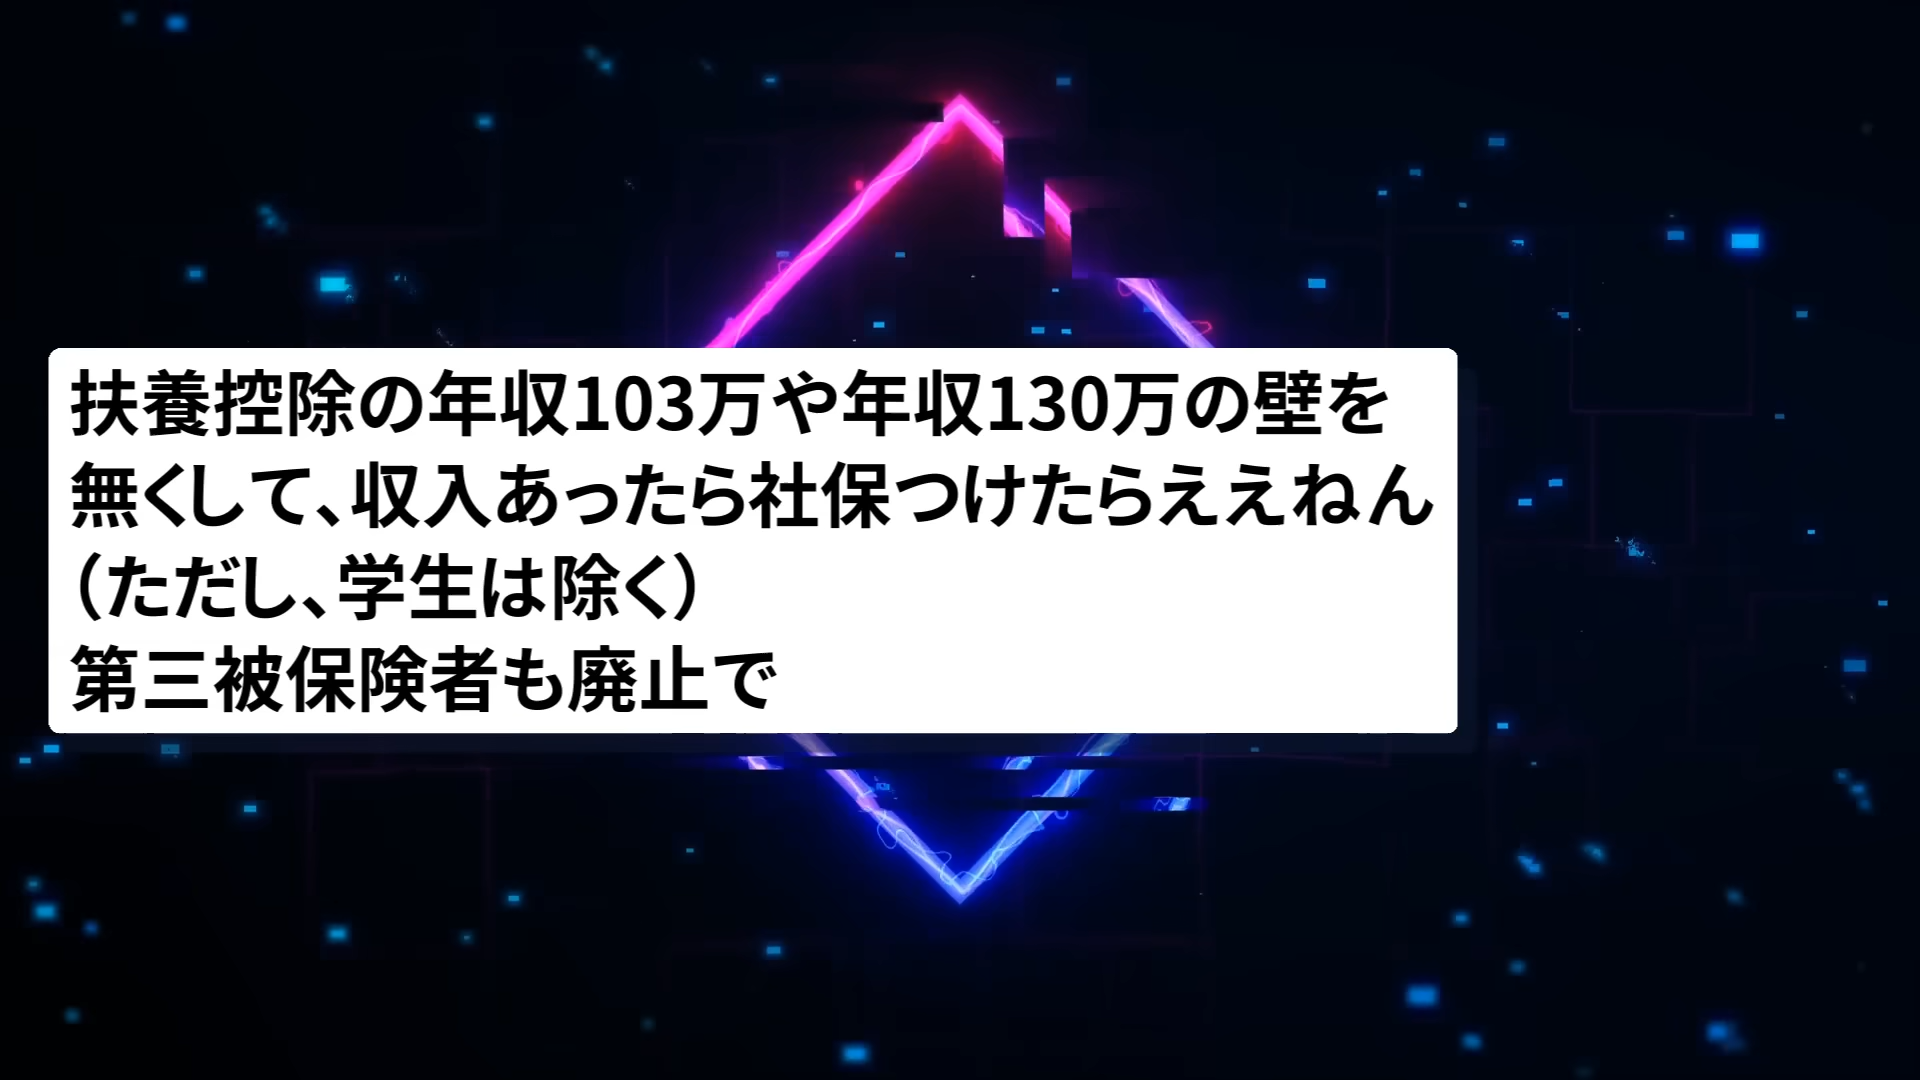 扶養控除の年収103万や年収130万の壁を
無くして、収入あったら社保つけたらええねん
（ただし、学生は除く）
第三被保険者も廃止で